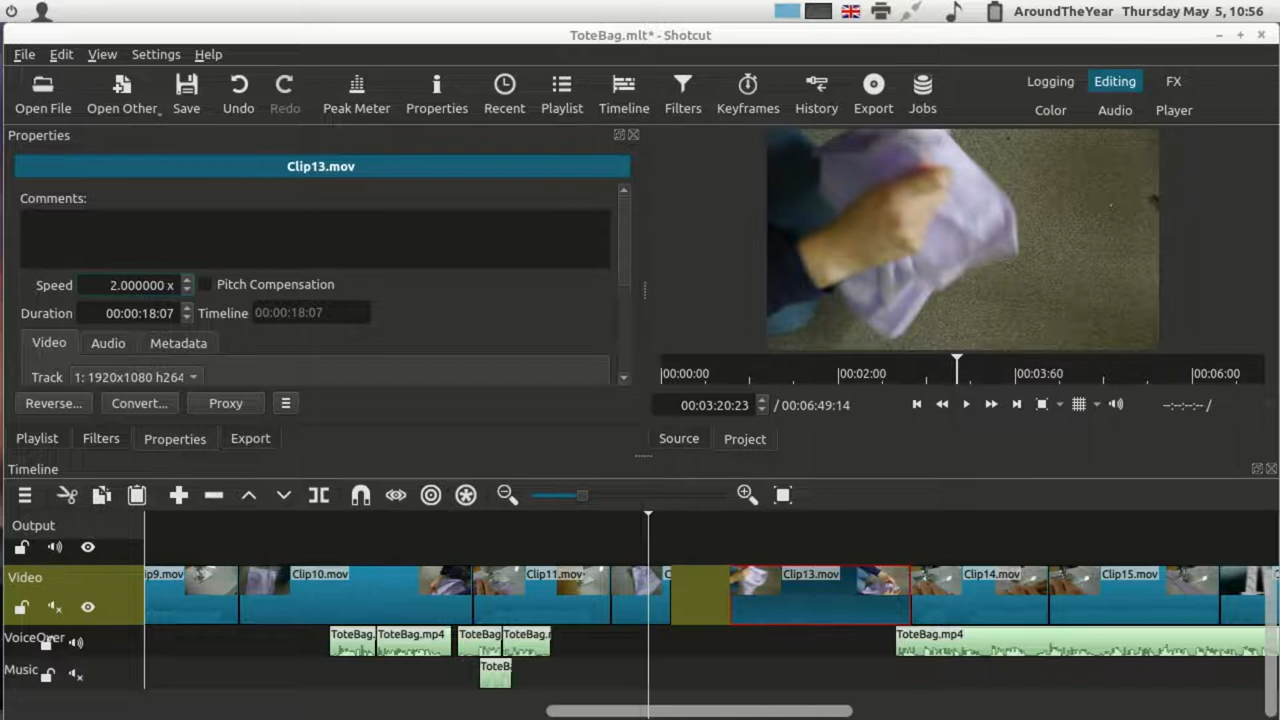 AroundTheYear Thursday May 5, 10:56
ToteBag.mlt* - Shotcut
File Edit View Settings Help
Open File Open Other Save Undo Redo Peak Meter Properties Recent Playlist Timeline Filters Keyframes History Export Jobs
Logging Editing FX
Color Audio Player
Properties
Clip13.mov
Comments:
Speed 2.000000 x Pitch Compensation
Duration 00:00:18:07 Timeline 00:00:18:07
Video Audio Metadata
Track 1: 1920x1080 h264
Reverse... Convert... Proxy
Playlist Filters Properties Export
|00:00:00 |00:02:00 |00:03:60 |00:06:00
00:03:20:23 / 00:06:49:14 --:--:--:-- /
Source Project
Timeline
Output
Video
ip9.mov Clip10.mov Clip11.mov C Clip13.mov Clip14.mov Clip15.mov
VoiceOver
ToteBag. ToteBag.mp4 ToteBag ToteBag.r ToteBag.mp4
Music
ToteB